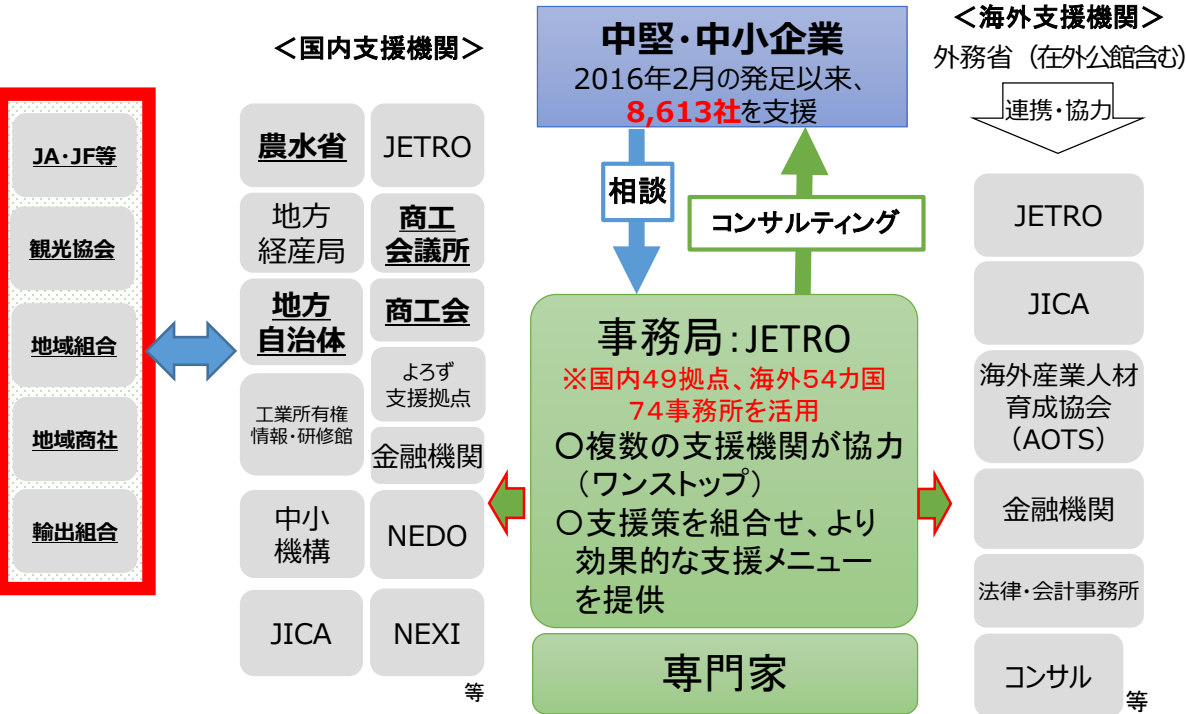 ＜国内支援機関＞
JA・JF等
観光協会
地域組合
地域商社
輸出組合
農水省
JETRO
地方
経産局
商工
会議所
地方
自治体
商工会
よろず
支援拠点
工業所有権
情報・研修館
金融機関
中小
機構
NEDO
JICA
NEXI
等
中堅・中小企業
2016年2月の発足以来、
8,613社を支援
相談
コンサルティング
事務局：JETRO
※国内４９拠点、海外５４カ国
７４事務所を活用
○複数の支援機関が協力
（ワンストップ）
○支援策を組合せ、より
効果的な支援メニュー
を提供
専門家
＜海外支援機関＞
外務省（在外公館含む）
連携・協力
JETRO
JICA
海外産業人材
育成協会
（AOTS）
金融機関
法律・会計事務所
コンサル
等